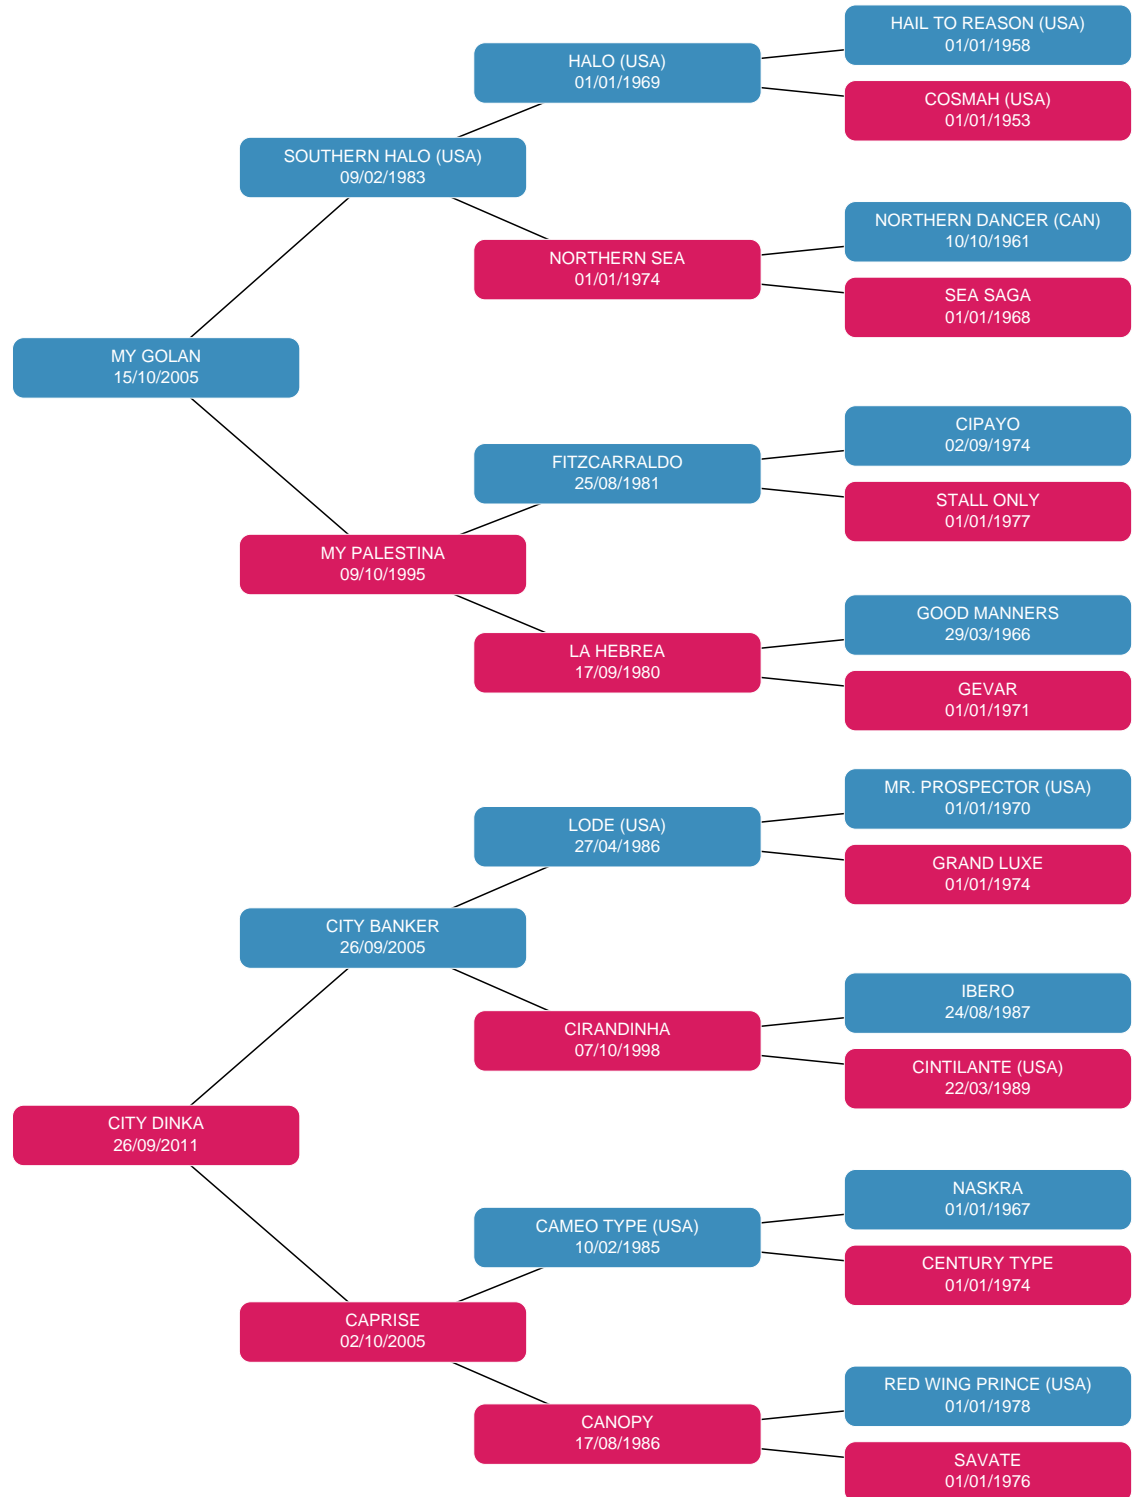 HAIL TO REASON (USA)
01/01/1958
HALO (USA)
01/01/1969
COSMAH (USA)
01/01/1953
SOUTHERN HALO (USA)
09/02/1983
NORTHERN DANCER (CAN)
10/10/1961
NORTHERN SEA
01/01/1974
SEA SAGA
01/01/1968
MY GOLAN
15/10/2005
CIPAYO
02/09/1974
FITZCARRALDO
25/08/1981
STALL ONLY
01/01/1977
MY PALESTINA
09/10/1995
GOOD MANNERS
29/03/1966
LA HEBREA
17/09/1980
GEVAR
01/01/1971
MR. PROSPECTOR (USA)
01/01/1970
LODE (USA)
27/04/1986
GRAND LUXE
01/01/1974
CITY BANKER
26/09/2005
IBERO
24/08/1987
CIRANDINHA
07/10/1998
CINTILANTE (USA)
22/03/1989
CITY DINKA
26/09/2011
NASKRA
01/01/1967
CAMEO TYPE (USA)
10/02/1985
CENTURY TYPE
01/01/1974
CAPRISE
02/10/2005
RED WING PRINCE (USA)
01/01/1978
CANOPY
17/08/1986
SAVATE
01/01/1976